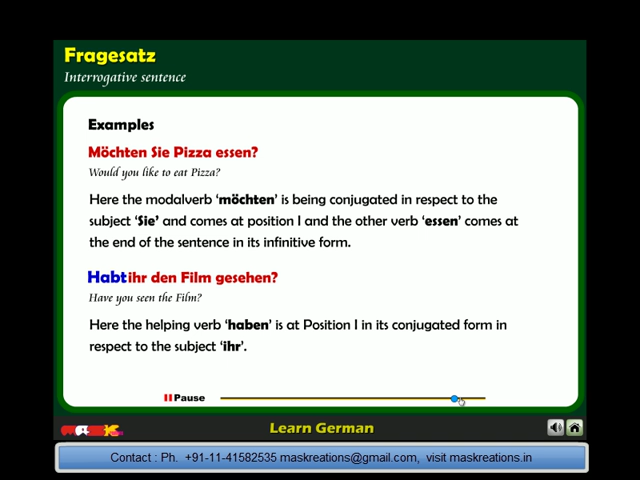 Fragesatz
Interrogative sentence
Examples
Möchten Sie Pizza essen?
Would you like to eat Pizza?
Here the modalverb ‘möchten’ is being conjugated in respect to the
subject ‘Sie’ and comes at position I and the other verb ‘essen’ comes at
the end of the sentence in its infinitive form.
Habt ihr den Film gesehen?
Have you seen the Film?
Here the helping verb ‘haben’ is at Position I in its conjugated form in
respect to the subject ‘ihr’.
Pause
Learn German
Contact : Ph. +91-11-41582535 maskreations@gmail.com, visit maskreations.in